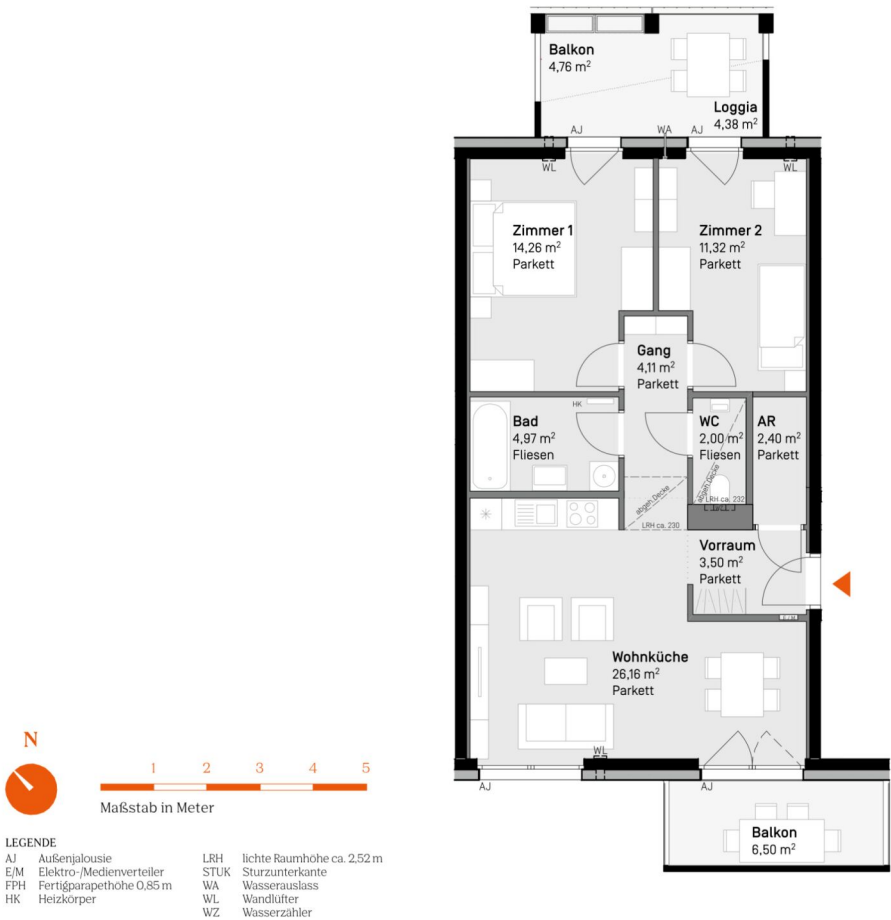 Balkon
4,76 m²
Loggia
4,38 m²
AJ
WA
AJ
WL
WL
Zimmer 1
14,26 m²
Parkett
Zimmer 2
11,32 m²
Parkett
Gang
4,11 m²
Parkett
HK
Bad
4,97 m²
Fliesen
WC
2,00 m²
Fliesen
AR
2,40 m²
Parkett
abgeh.Decke
abgeh.Decke
LRH ca. 232
LRH ca. 230
Vorraum
3,50 m²
Parkett
E/M
Wohnküche
26,16 m²
Parkett
WL
AJ
AJ
Balkon
6,50 m²
N
1 2 3 4 5
Maßstab in Meter
LEGENDE
AJ Außenjalousie
E/M Elektro-/Medienverteiler
FPH Fertigparapethöhe 0,85 m
HK Heizkörper
LRH lichte Raumhöhe ca. 2,52 m
STUK Sturzunterkante
WA Wasserauslass
WL Wandlüfter
WZ Wasserzähler